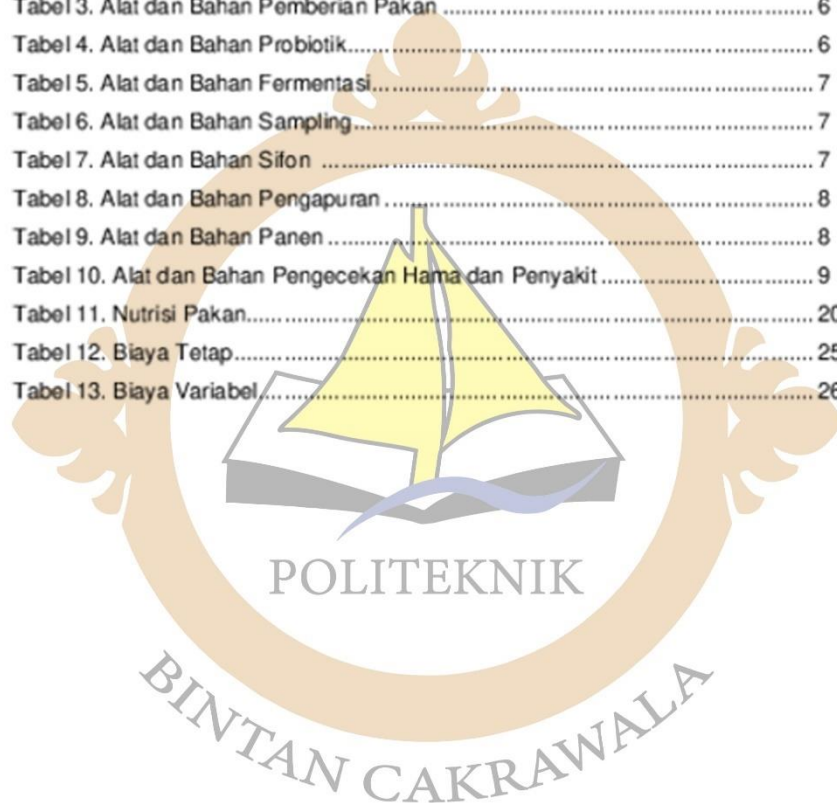 Tabel 3. Alat dan Bahan Pemberian Pakan ........................................................................ 6
Tabel 4. Alat dan Bahan Probiotik........................................................................................ 6
Tabel 5. Alat dan Bahan Fermentasi.................................................................................... 7
Tabel 6. Alat dan Bahan Sampling....................................................................................... 7
Tabel 7. Alat dan Bahan Sifon ............................................................................................. 7
Tabel 8. Alat dan Bahan Pengapuran .................................................................................. 8
Tabel 9. Alat dan Bahan Panen ........................................................................................... 8
Tabel 10. Alat dan Bahan Pengecekan Hama dan Penyakit .......................................... 9
Tabel 11. Nutrisi Pakan........................................................................................................ 20
Tabel 12. Biaya Tetap.......................................................................................................... 25
Tabel 13. Biaya Variabel...................................................................................................... 26
POLITEKNIK
BINTAN CAKRAWALA